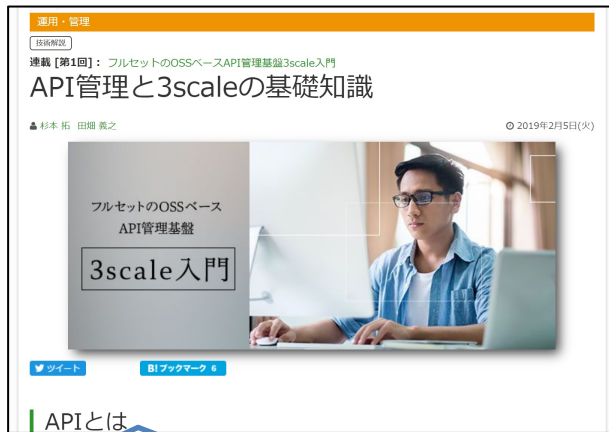 運用・管理
技術解説
連載 [第1回]： フルセットのOSSベースAPI管理基盤3scale入門
API管理と3scaleの基礎知識
杉本 拓 田畑 義之 2019年2月5日(火)
フルセットのOSSベース
API管理基盤
3scale入門
ツイート B! ブックマーク 6
APIとは